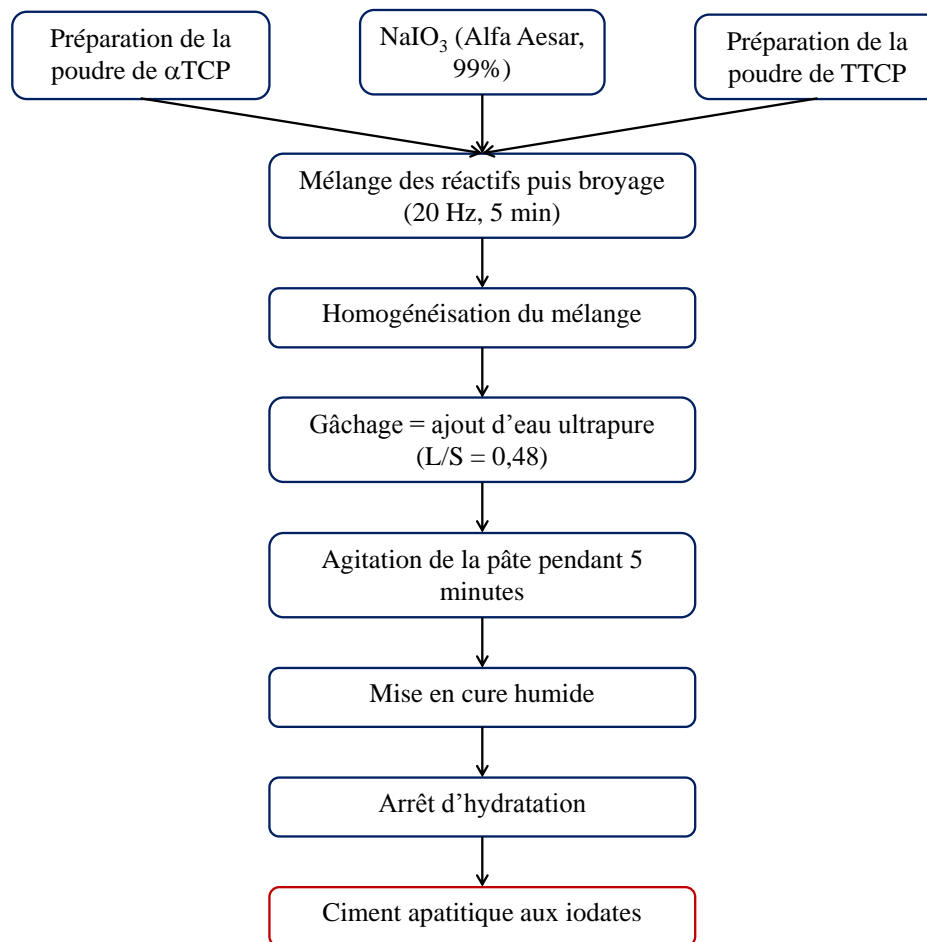 Préparation de la
poudre de αTCP
NaIO₃ (Alfa Aesar,
99%)
Préparation de la
poudre de TTCP
Mélange des réactifs puis broyage
(20 Hz, 5 min)
Homogénéisation du mélange
Gâchage = ajout d’eau ultrapure
(L/S = 0,48)
Agitation de la pâte pendant 5
minutes
Mise en cure humide
Arrêt d’hydratation
Ciment apatitique aux iodates